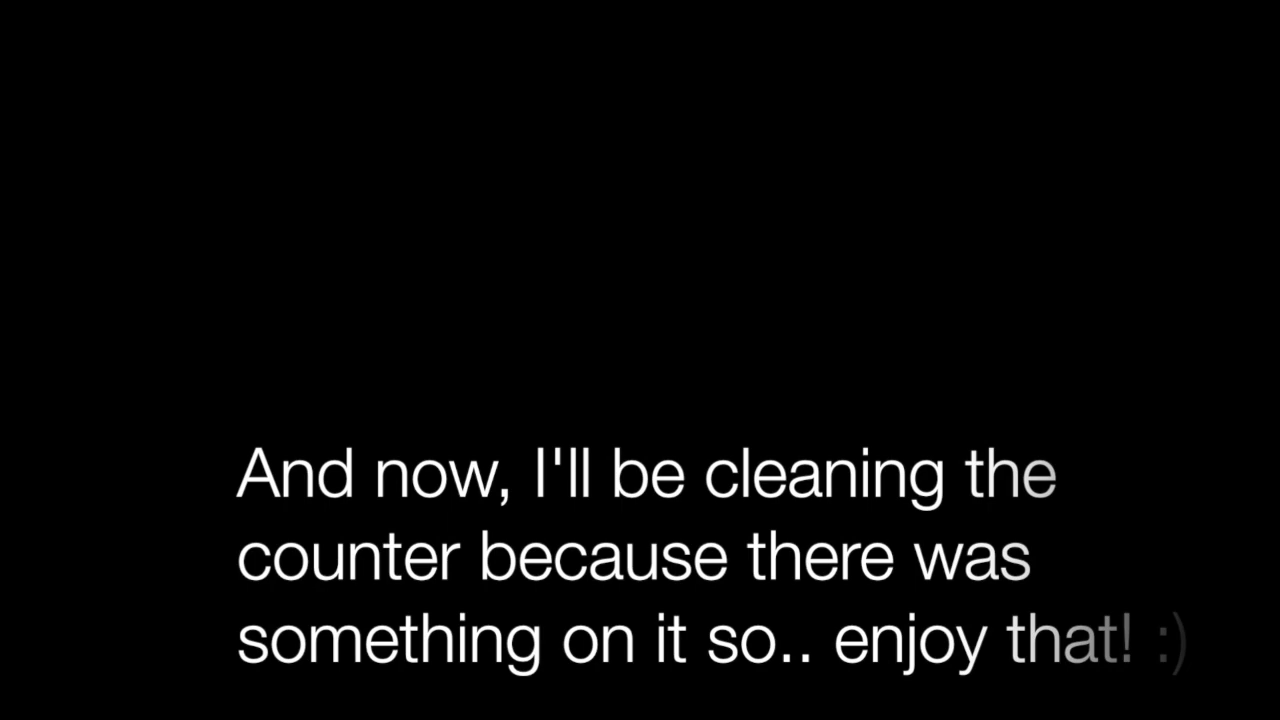 And now, I'll be cleaning the
counter because there was
something on it so.. enjoy that! :)